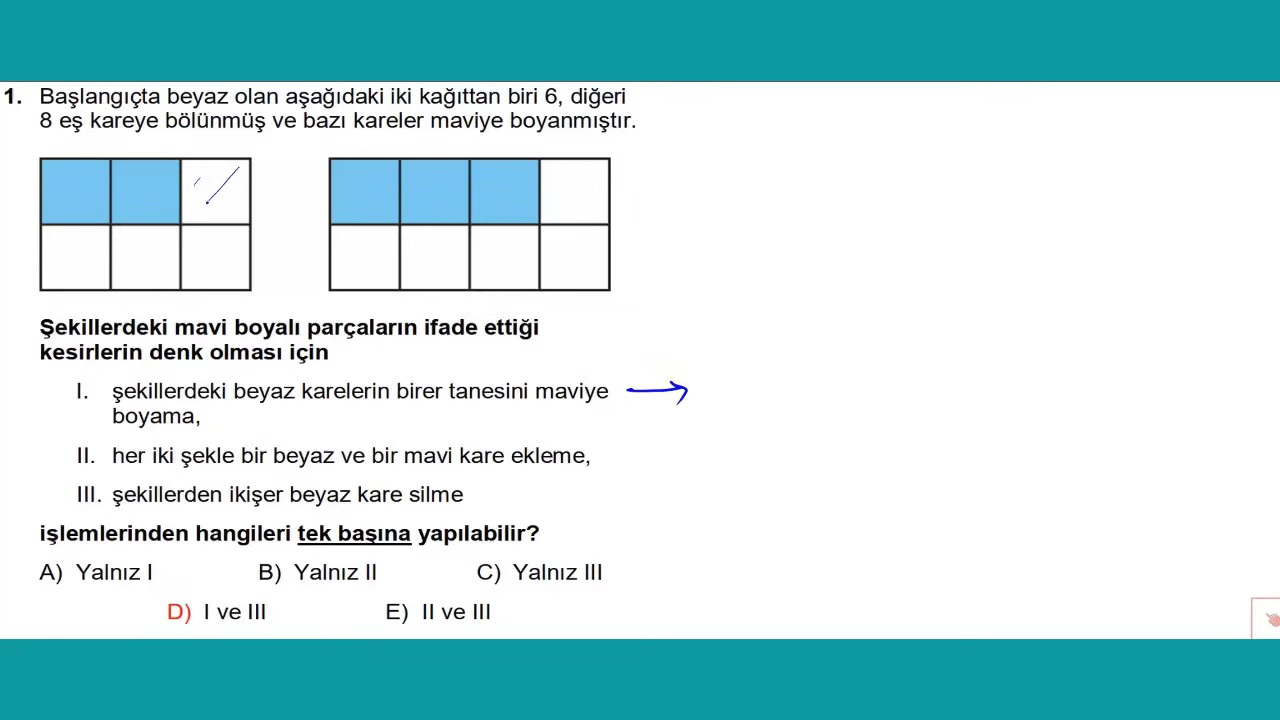 1. Başlangıçta beyaz olan aşağıdaki iki kağıttan biri 6, diğeri
8 eş kareye bölünmüş ve bazı kareler maviye boyanmıştır.
Şekillerdeki mavi boyalı parçaların ifade ettiği
kesirlerin denk olması için
I. şekillerdeki beyaz karelerin birer tanesini maviye
boyama,
II. her iki şekle bir beyaz ve bir mavi kare ekleme,
III. şekillerden ikişer beyaz kare silme
işlemlerinden hangileri tek başına yapılabilir?
A) Yalnız I B) Yalnız II C) Yalnız III
D) I ve III E) II ve III